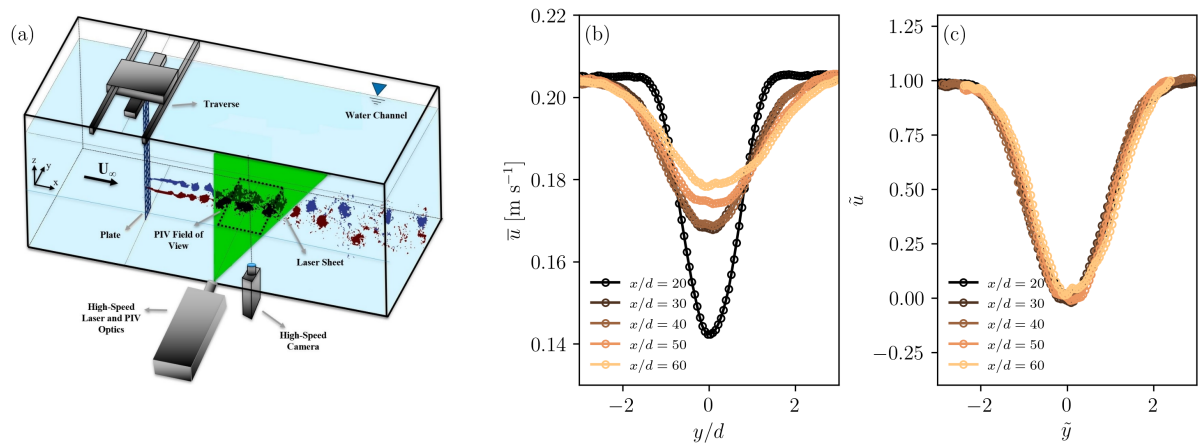 (a)
Traverse
Water Channel
z
y
x
U∞
Plate
PIV Field of
View
Laser Sheet
High-Speed
Laser and PIV
Optics
High-Speed
Camera
(b)
0.22
0.20
0.18
0.16
0.14
u̅ [m s⁻¹]
x/d = 20
x/d = 30
x/d = 40
x/d = 50
x/d = 60
−2
0
2
y/d
(c)
1.25
1.00
0.75
0.50
0.25
0.00
−0.25
ũ
x/d = 20
x/d = 30
x/d = 40
x/d = 50
x/d = 60
−2
0
2
ỹ